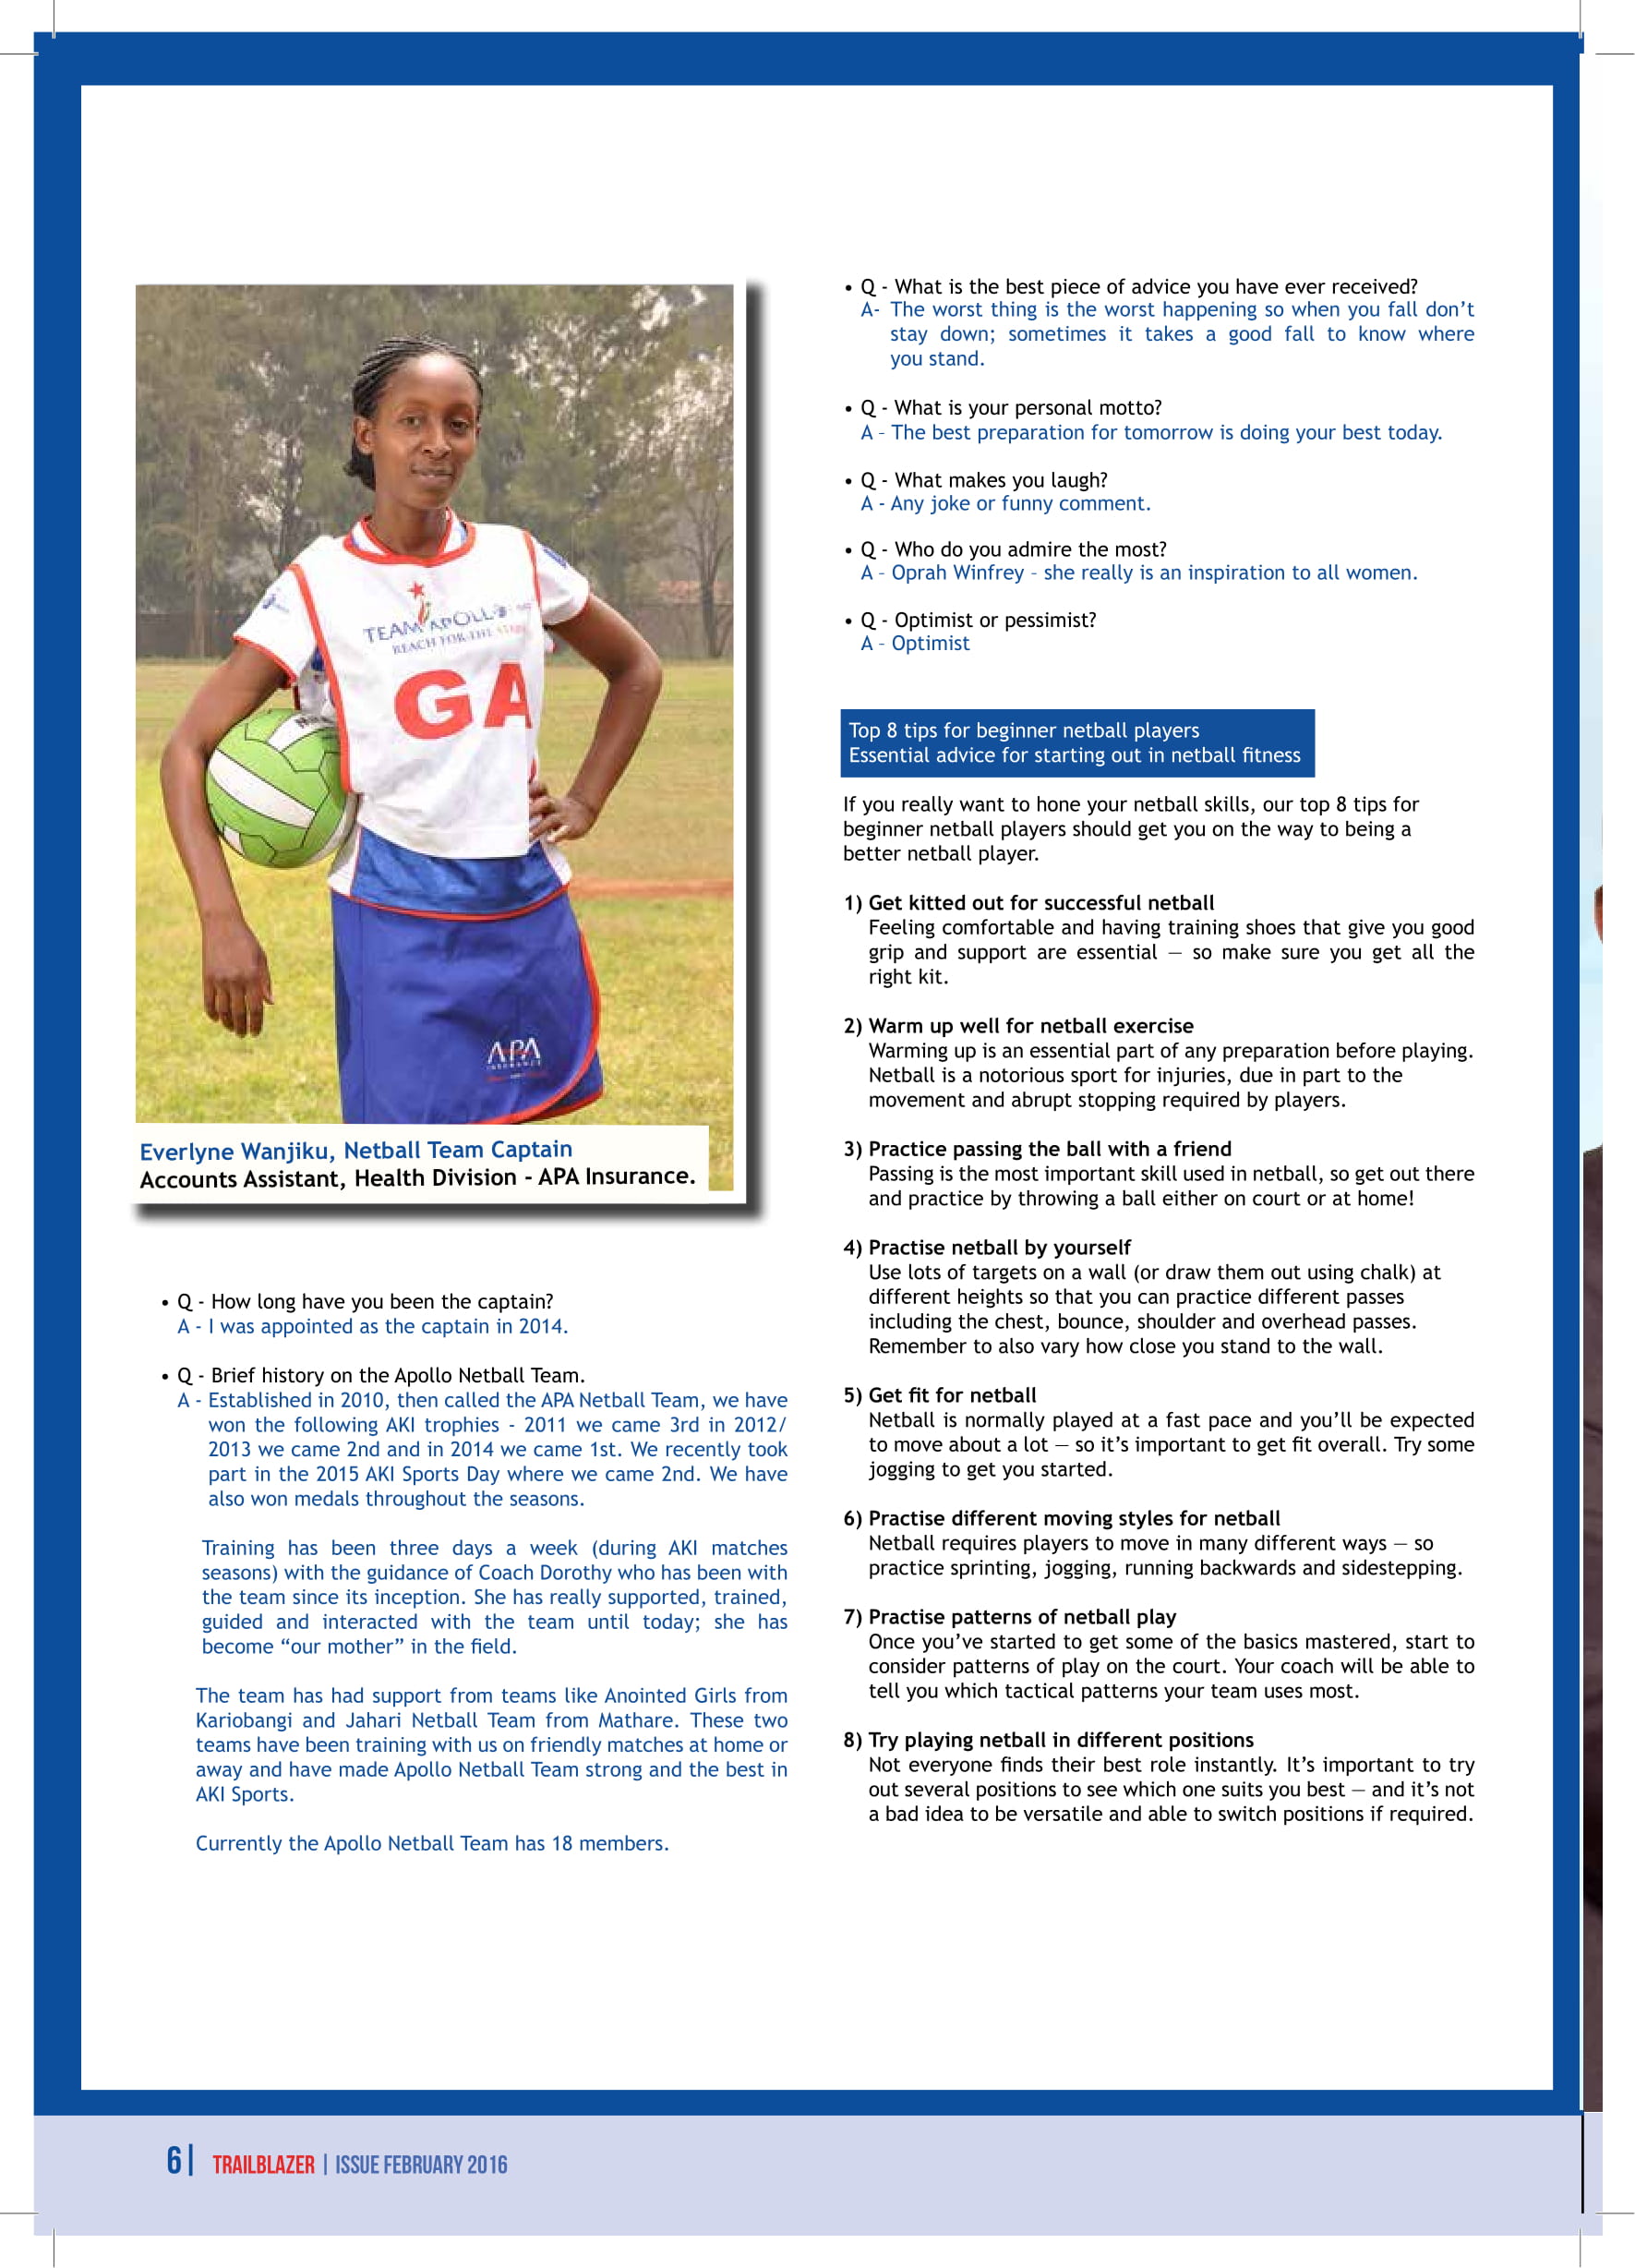 TEAM APOLLO
REACH FOR THE STARS
GA
APA
INSURANCE
Everlyne Wanjiku, Netball Team Captain
Accounts Assistant, Health Division - APA Insurance.
• Q - How long have you been the captain?
A - I was appointed as the captain in 2014.
• Q - Brief history on the Apollo Netball Team.
A - Established in 2010, then called the APA Netball Team, we have
won the following AKI trophies - 2011 we came 3rd in 2012/
2013 we came 2nd and in 2014 we came 1st. We recently took
part in the 2015 AKI Sports Day where we came 2nd. We have
also won medals throughout the seasons.
Training has been three days a week (during AKI matches
seasons) with the guidance of Coach Dorothy who has been with
the team since its inception. She has really supported, trained,
guided and interacted with the team until today; she has
become “our mother” in the field.
The team has had support from teams like Anointed Girls from
Kariobangi and Jahari Netball Team from Mathare. These two
teams have been training with us on friendly matches at home or
away and have made Apollo Netball Team strong and the best in
AKI Sports.
Currently the Apollo Netball Team has 18 members.
• Q - What is the best piece of advice you have ever received?
A- The worst thing is the worst happening so when you fall don’t
stay down; sometimes it takes a good fall to know where
you stand.
• Q - What is your personal motto?
A - The best preparation for tomorrow is doing your best today.
• Q - What makes you laugh?
A - Any joke or funny comment.
• Q - Who do you admire the most?
A - Oprah Winfrey - she really is an inspiration to all women.
• Q - Optimist or pessimist?
A - Optimist
Top 8 tips for beginner netball players
Essential advice for starting out in netball fitness
If you really want to hone your netball skills, our top 8 tips for
beginner netball players should get you on the way to being a
better netball player.
1) Get kitted out for successful netball
Feeling comfortable and having training shoes that give you good
grip and support are essential — so make sure you get all the
right kit.
2) Warm up well for netball exercise
Warming up is an essential part of any preparation before playing.
Netball is a notorious sport for injuries, due in part to the
movement and abrupt stopping required by players.
3) Practice passing the ball with a friend
Passing is the most important skill used in netball, so get out there
and practice by throwing a ball either on court or at home!
4) Practise netball by yourself
Use lots of targets on a wall (or draw them out using chalk) at
different heights so that you can practice different passes
including the chest, bounce, shoulder and overhead passes.
Remember to also vary how close you stand to the wall.
5) Get fit for netball
Netball is normally played at a fast pace and you’ll be expected
to move about a lot — so it’s important to get fit overall. Try some
jogging to get you started.
6) Practise different moving styles for netball
Netball requires players to move in many different ways — so
practice sprinting, jogging, running backwards and sidestepping.
7) Practise patterns of netball play
Once you’ve started to get some of the basics mastered, start to
consider patterns of play on the court. Your coach will be able to
tell you which tactical patterns your team uses most.
8) Try playing netball in different positions
Not everyone finds their best role instantly. It’s important to try
out several positions to see which one suits you best — and it’s not
a bad idea to be versatile and able to switch positions if required.
6| TRAILBLAZER | ISSUE FEBRUARY 2016